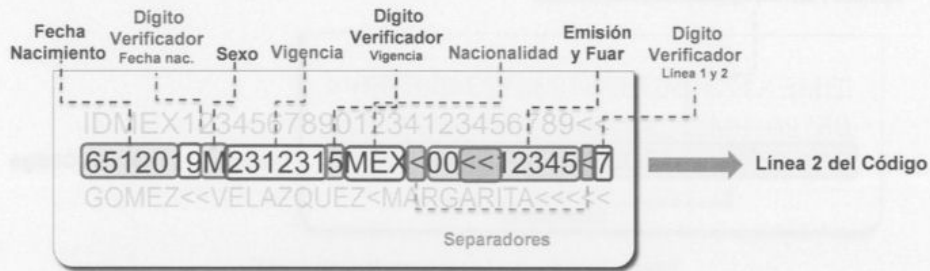 Fecha Nacimiento
Dígito Verificador Fecha nac.
Sexo
Vigencia
Dígito Verificador Vigencia
Nacionalidad
Emisión y Fuar
Dígito Verificador Línea 1 y 2
IDMEX12345678901234123456789<<
6512019M2312315MEX<00<<12345<7
Línea 2 del Código
GOMEZ<<VELAZQUEZ<MARGARITA<<<<<
Separadores